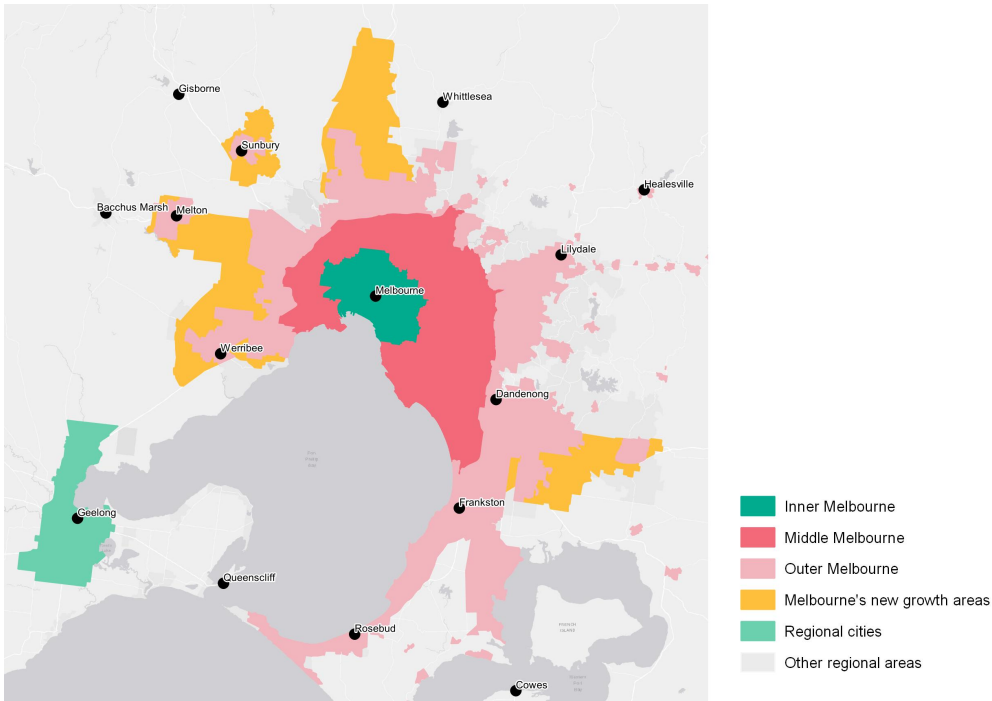 Gisborne
Whittlesea
Sunbury
Healesville
Bacchus Marsh
Melton
Lilydale
Melbourne
Werribee
Dandenong
Geelong
Frankston
Queenscliff
Rosebud
Cowes
Inner Melbourne
Middle Melbourne
Outer Melbourne
Melbourne's new growth areas
Regional cities
Other regional areas